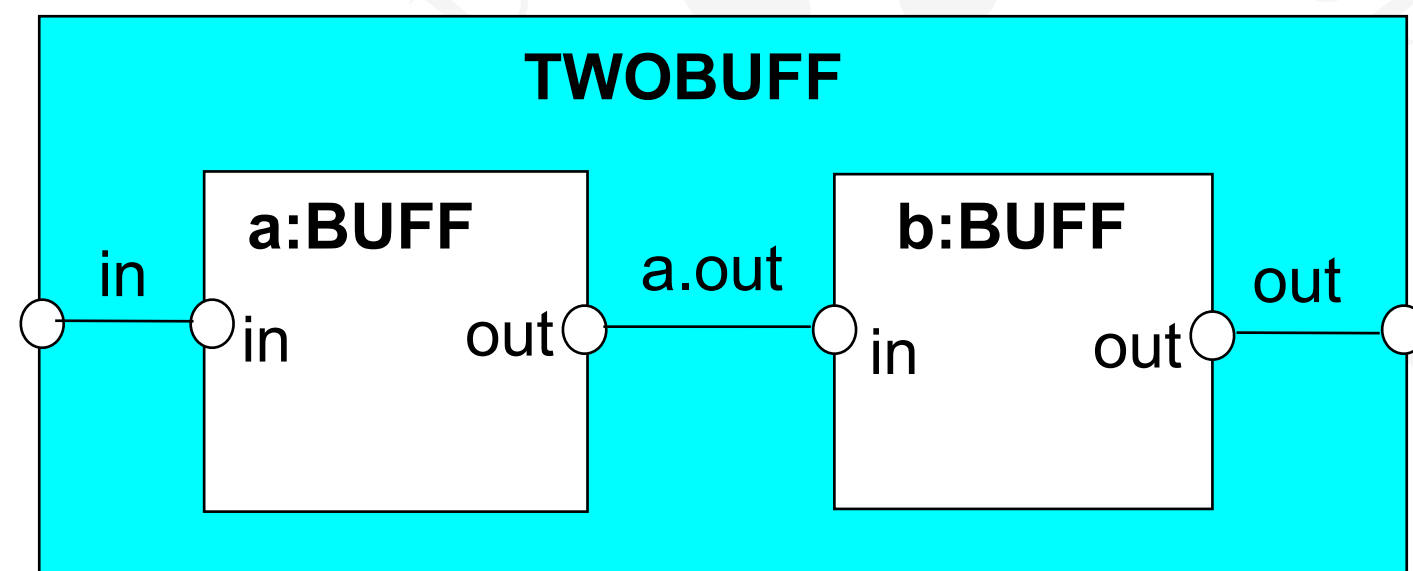 TWOBUFF
a:BUFF
b:BUFF
in
a.out
out
in
out
in
out